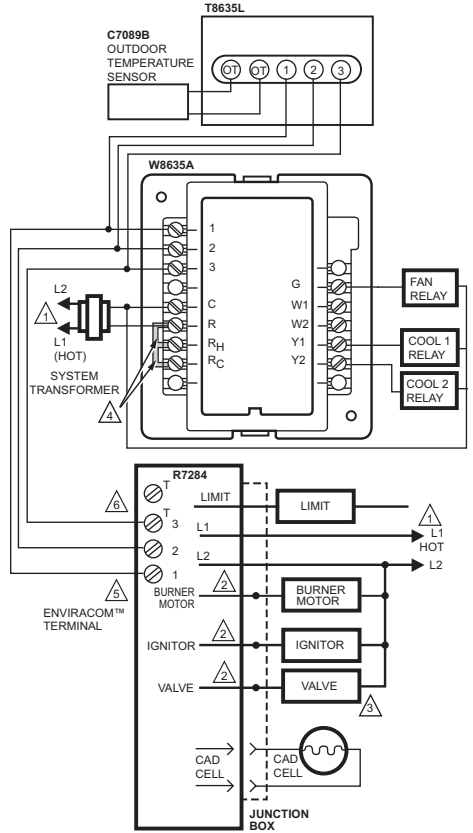 T8635L
C7089B
OUTDOOR
TEMPERATURE
SENSOR
OT OT 1 2 3
W8635A
1
2
3
C
R
RH
RC
G
W1
W2
Y1
Y2
FAN
RELAY
COOL 1
RELAY
COOL 2
RELAY
L2
1
L1
(HOT)
SYSTEM
TRANSFORMER
4
R7284
T
6
T
3
2
1
5
ENVIRACOM™
TERMINAL
LIMIT
LIMIT
L1
1
L1
HOT
L2
L2
BURNER
MOTOR
2
BURNER
MOTOR
IGNITOR
2
IGNITOR
VALVE
2
VALVE
3
CAD
CELL
CAD
CELL
JUNCTION
BOX